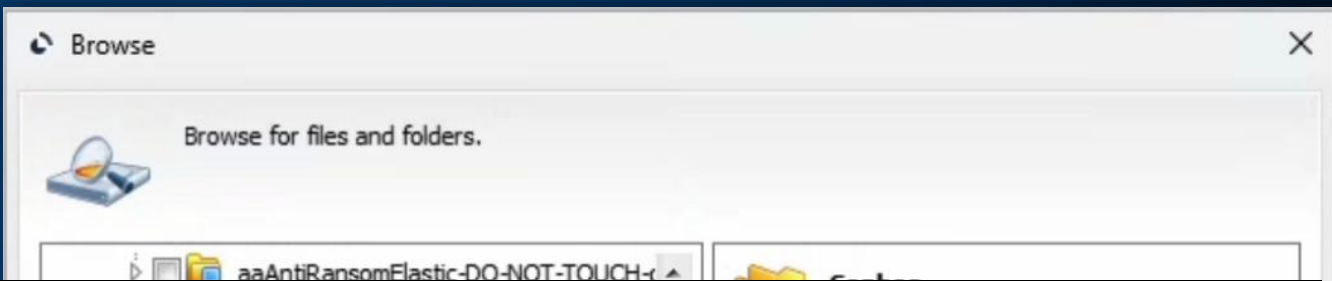 Browse
Browse for files and folders.
aaAntiRansomElastic-DO-NOT-TOUCH-